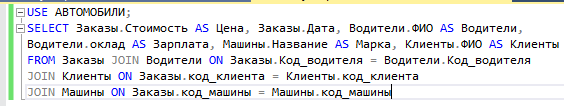 USE АВТОМОБИЛИ;
SELECT Заказы.Стоимость AS Цена, Заказы.Дата, Водители.ФИО AS Водители,
Водители.оклад AS Зарплата, Машины.Название AS Марка, Клиенты.ФИО AS Клиенты
FROM Заказы JOIN Водители ON Заказы.Код_водителя = Водители.Код_водителя
JOIN Клиенты ON Заказы.код_клиента = Клиенты.код_клиента
JOIN Машины ON Заказы.код_машины = Машины.код_машины